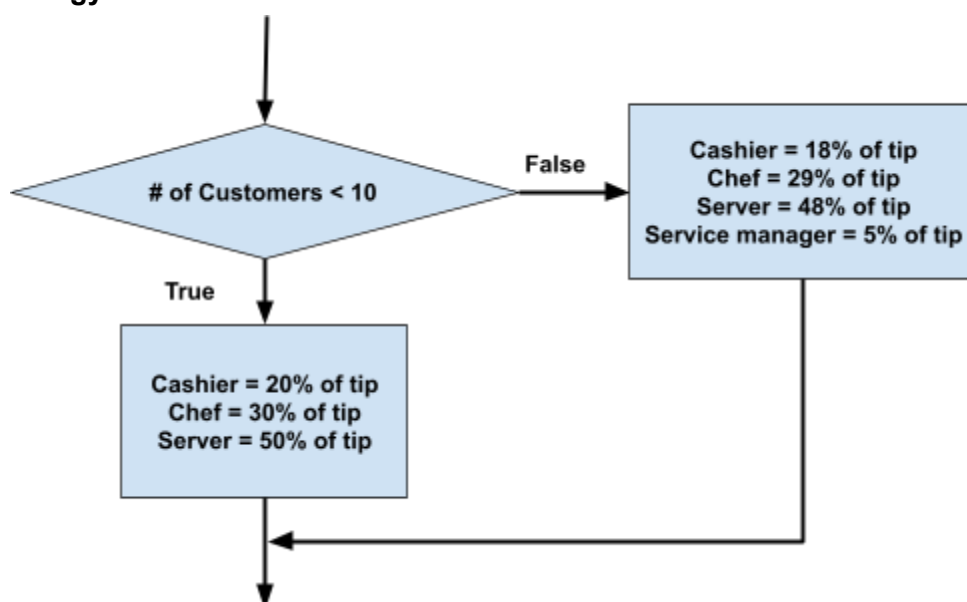 gy
# of Customers < 10
False
Cashier = 18% of tip
Chef = 29% of tip
Server = 48% of tip
Service manager = 5% of tip
True
Cashier = 20% of tip
Chef = 30% of tip
Server = 50% of tip